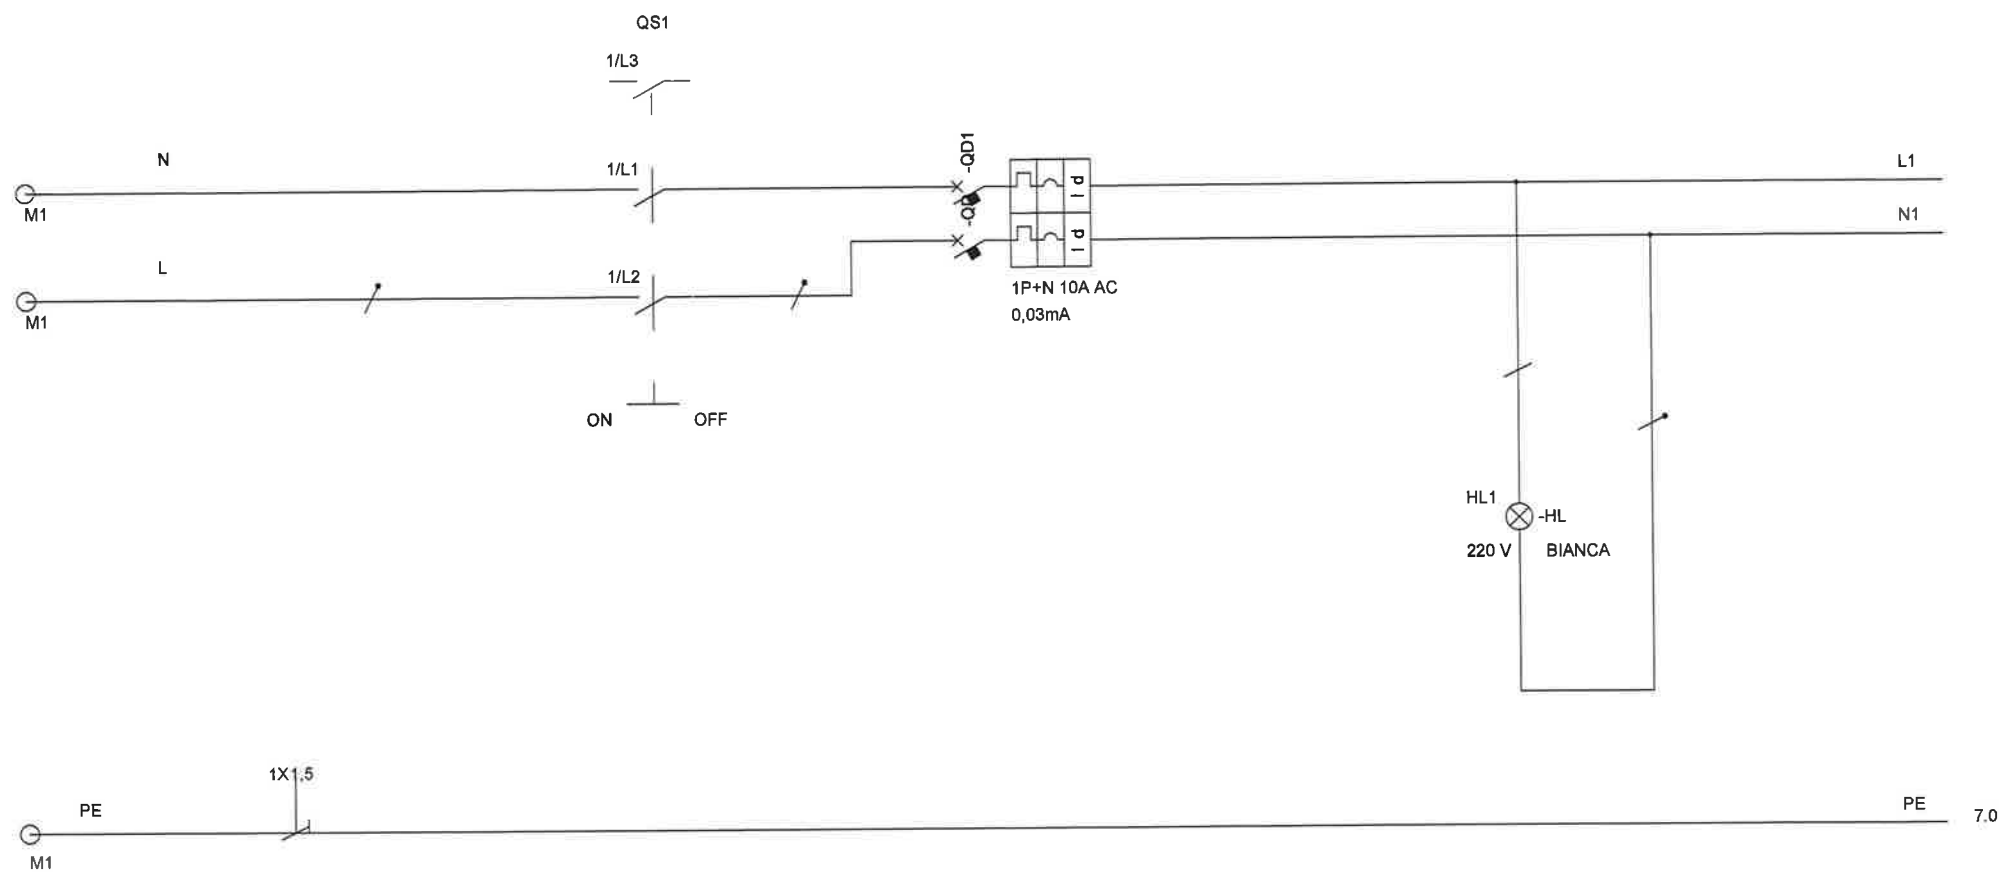 QS1
1/L3
N
1/L1
-QD1
L1
M1
-QD
I d
N1
I d
L
1/L2
1P+N 10A AC
0,03mA
M1
ON
OFF
HL1
-HL
220 V
BIANCA
1X1,5
PE
PE
7.0
M1